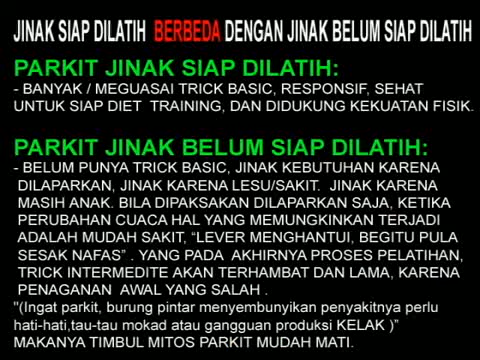 JINAK SIAP DILATIH BERBEDA DENGAN JINAK BELUM SIAP DILATIH
PARKIT JINAK SIAP DILATIH:
- BANYAK / MEGUASAI TRICK BASIC, RESPONSIF, SEHAT
UNTUK SIAP DIET TRAINING, DAN DIDUKUNG KEKUATAN FISIK.
PARKIT JINAK BELUM SIAP DILATIH:
- BELUM PUNYA TRICK BASIC, JINAK KEBUTUHAN KARENA
DILAPARKAN, JINAK KARENA LESU/SAKIT. JINAK KARENA
MASIH ANAK. BILA DIPAKSAKAN DILAPARKAN SAJA, KETIKA
PERUBAHAN CUACA HAL YANG MEMUNGKINKAN TERJADI
ADALAH MUDAH SAKIT, “LEVER MENGHANTUI, BEGITU PULA
SESAK NAFAS” . YANG PADA AKHIRNYA PROSES PELATIHAN,
TRICK INTERMEDITE AKAN TERHAMBAT DAN LAMA, KARENA
PENAGANAN AWAL YANG SALAH .
"(Ingat parkit, burung pintar menyembunyikan penyakitnya perlu
hati-hati,tau-tau mokad atau gangguan produksi KELAK )”
MAKANYA TIMBUL MITOS PARKIT MUDAH MATI.